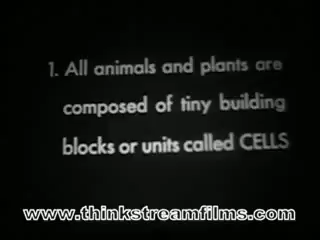 1. All animals and plants are
composed of tiny building
blocks or units called CELLS
www.thinkstreamfilms.com